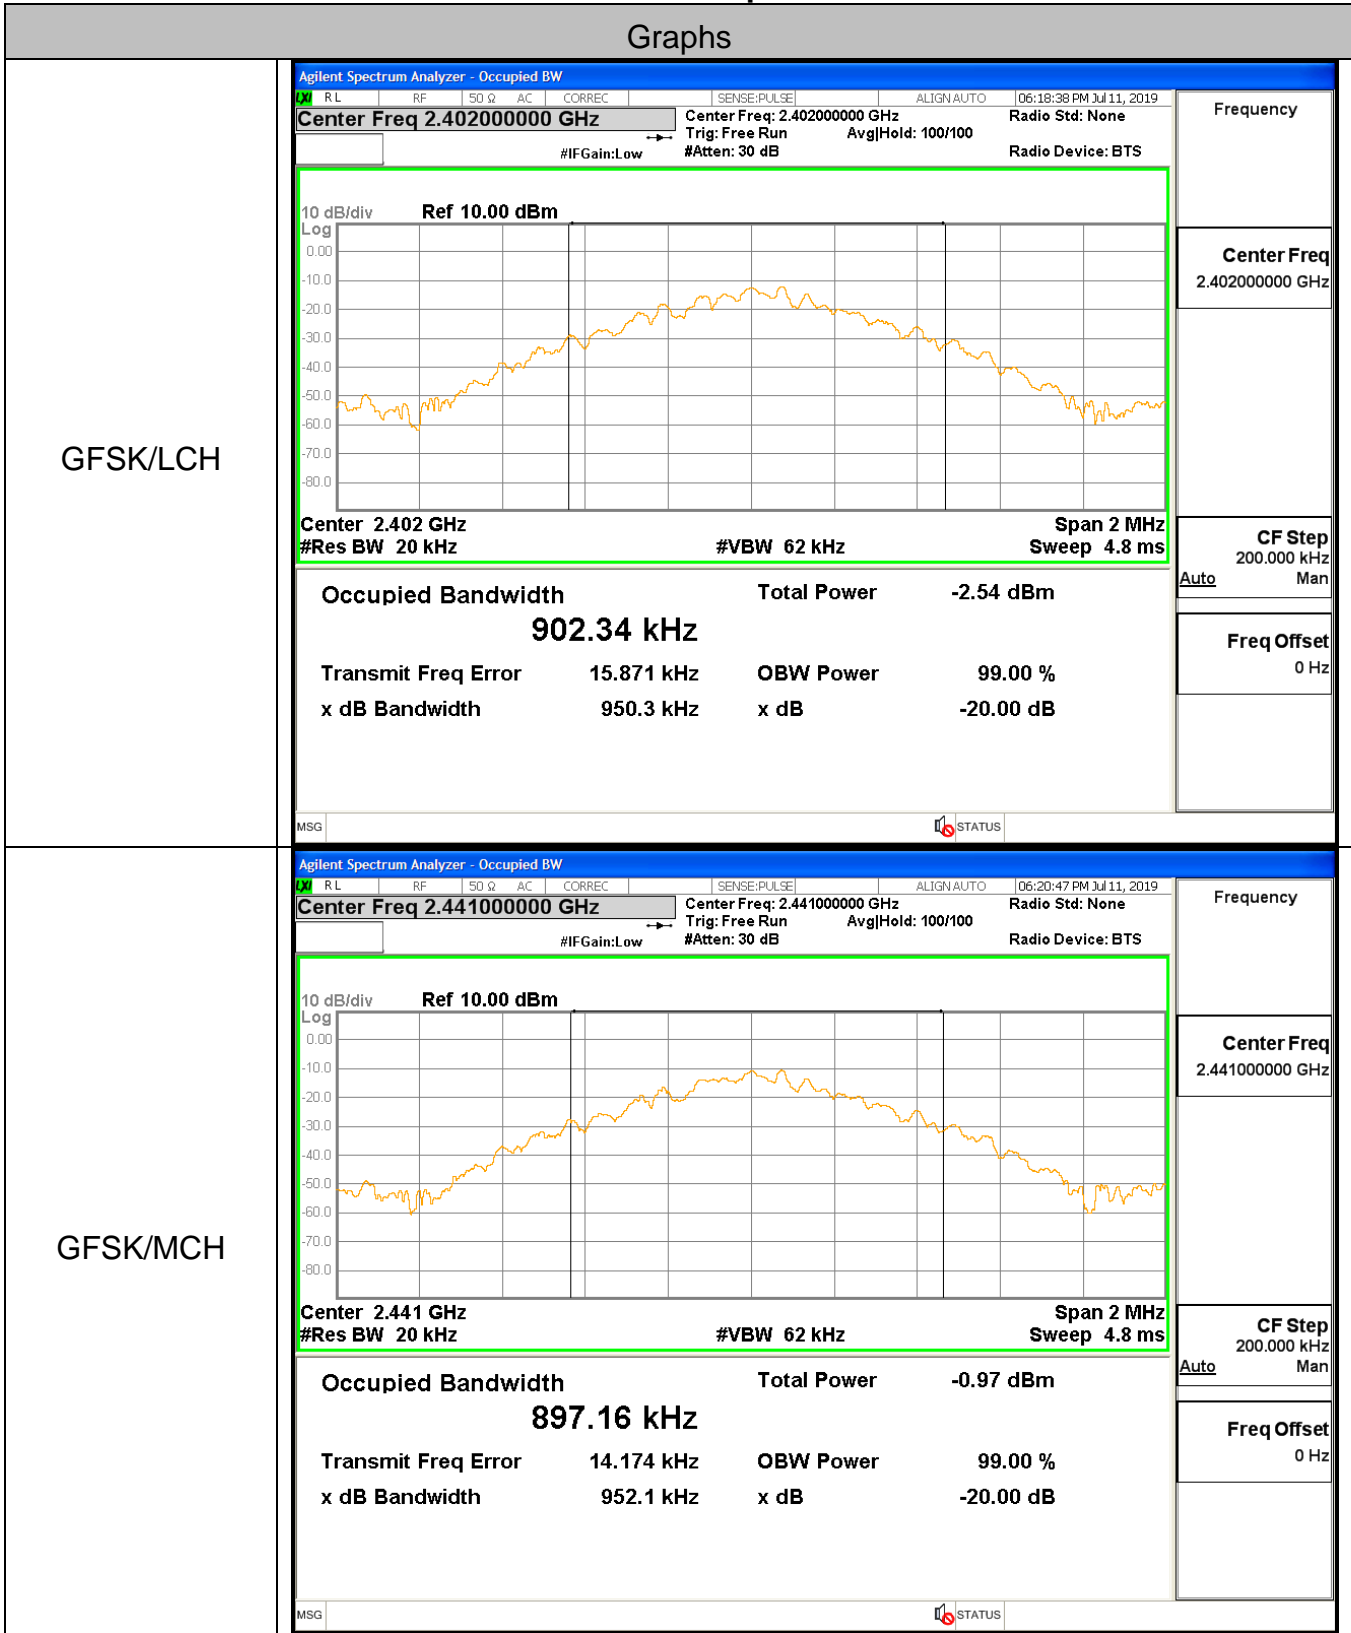 Graphs
GFSK/LCH
Agilent Spectrum Analyzer - Occupied BW
LXI RL RF 50 Ω AC CORREC SENSE:PULSE ALIGN AUTO 06:18:38 PM Jul 11, 2019
Center Freq 2.402000000 GHz
Center Freq: 2.402000000 GHz Radio Std: None
Trig: Free Run Avg|Hold: 100/100
#IFGain:Low #Atten: 30 dB Radio Device: BTS
10 dB/div Ref 10.00 dBm
Log
0.00
-10.0
-20.0
-30.0
-40.0
-50.0
-60.0
-70.0
-80.0
Center 2.402 GHz Span 2 MHz
#Res BW 20 kHz #VBW 62 kHz Sweep 4.8 ms
Occupied Bandwidth Total Power -2.54 dBm
902.34 kHz
Transmit Freq Error 15.871 kHz OBW Power 99.00 %
x dB Bandwidth 950.3 kHz x dB -20.00 dB
MSG STATUS
Frequency
Center Freq
2.402000000 GHz
CF Step
200.000 kHz
Auto Man
Freq Offset
0 Hz
GFSK/MCH
Agilent Spectrum Analyzer - Occupied BW
LXI RL RF 50 Ω AC CORREC SENSE:PULSE ALIGN AUTO 06:20:47 PM Jul 11, 2019
Center Freq 2.441000000 GHz
Center Freq: 2.441000000 GHz Radio Std: None
Trig: Free Run Avg|Hold: 100/100
#IFGain:Low #Atten: 30 dB Radio Device: BTS
10 dB/div Ref 10.00 dBm
Log
0.00
-10.0
-20.0
-30.0
-40.0
-50.0
-60.0
-70.0
-80.0
Center 2.441 GHz Span 2 MHz
#Res BW 20 kHz #VBW 62 kHz Sweep 4.8 ms
Occupied Bandwidth Total Power -0.97 dBm
897.16 kHz
Transmit Freq Error 14.174 kHz OBW Power 99.00 %
x dB Bandwidth 952.1 kHz x dB -20.00 dB
MSG STATUS
Frequency
Center Freq
2.441000000 GHz
CF Step
200.000 kHz
Auto Man
Freq Offset
0 Hz